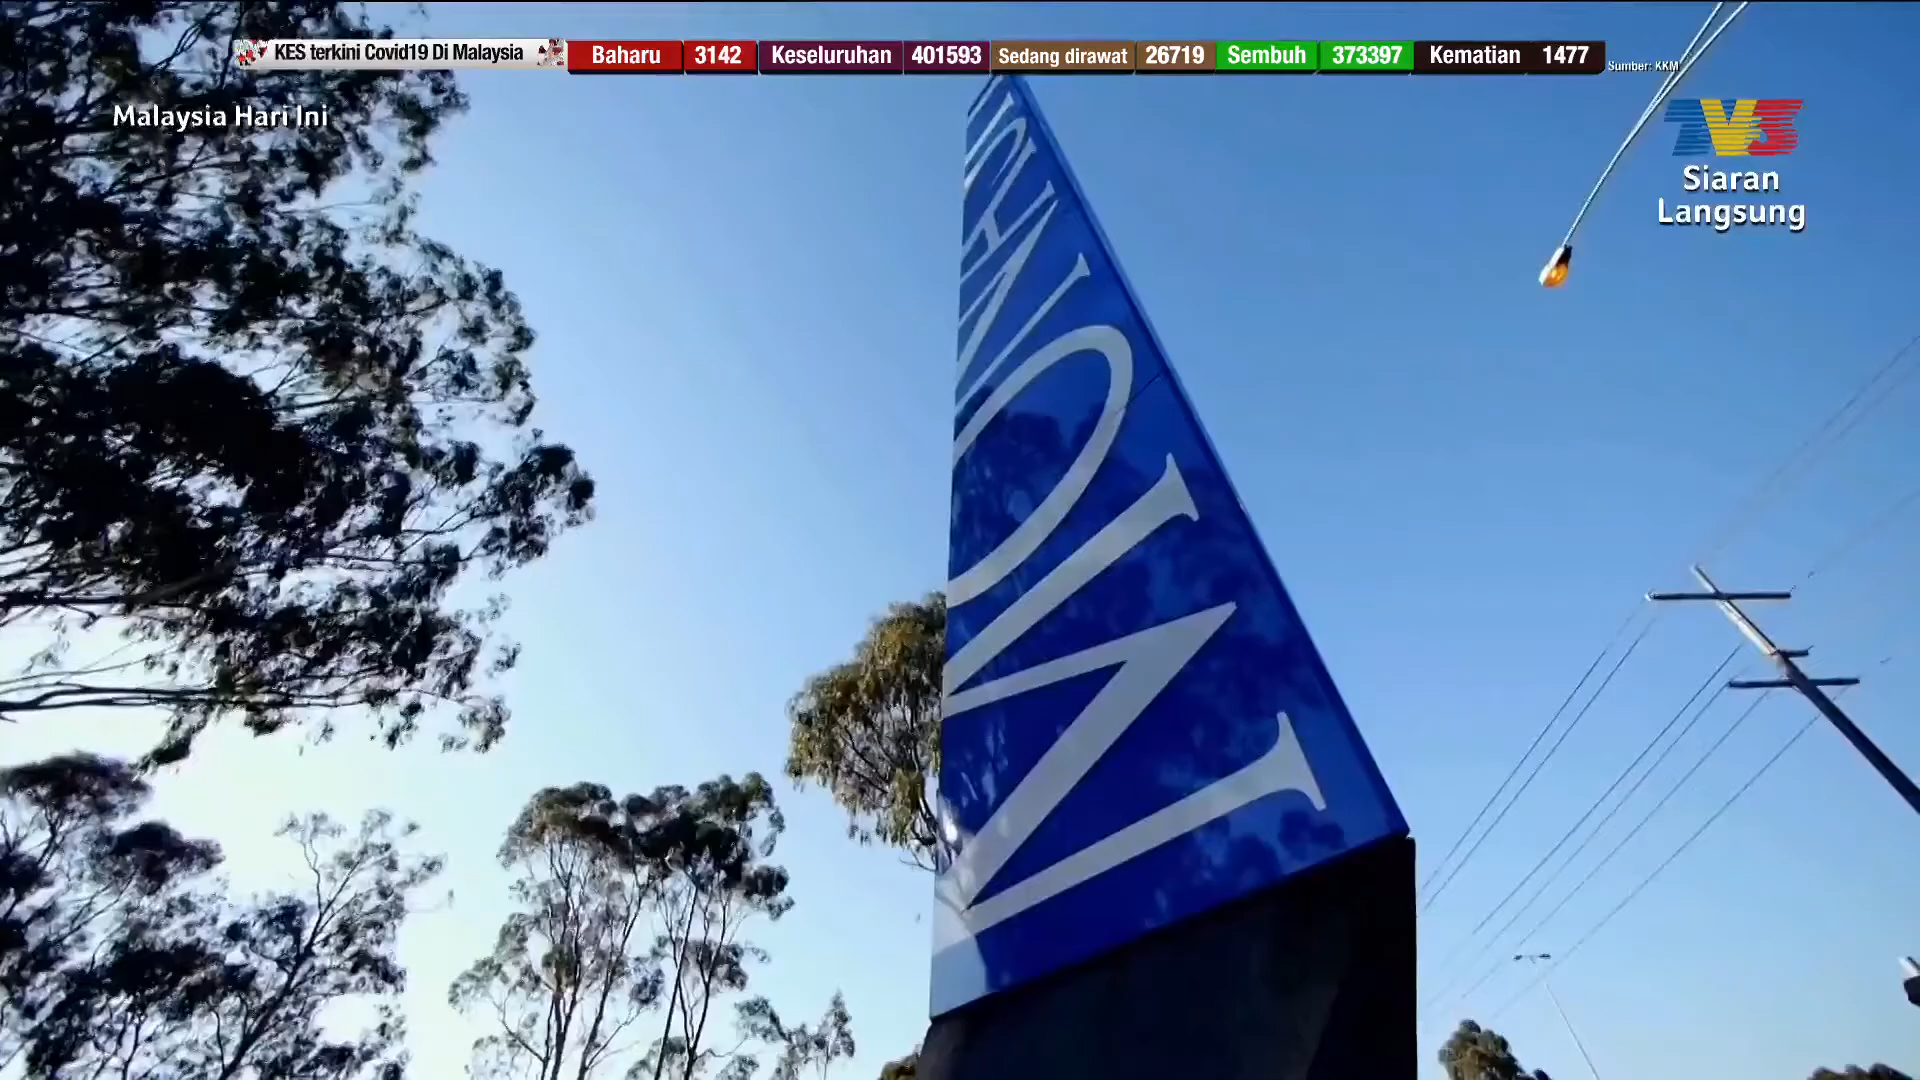 KES terkini Covid19 Di Malaysia Baharu 3142 Keseluruhan 401593 Sedang dirawat 26719 Sembuh 373397 Kematian 1477 Sumber: KKM
Malaysia Hari Ini
TV3
Siaran
Langsung